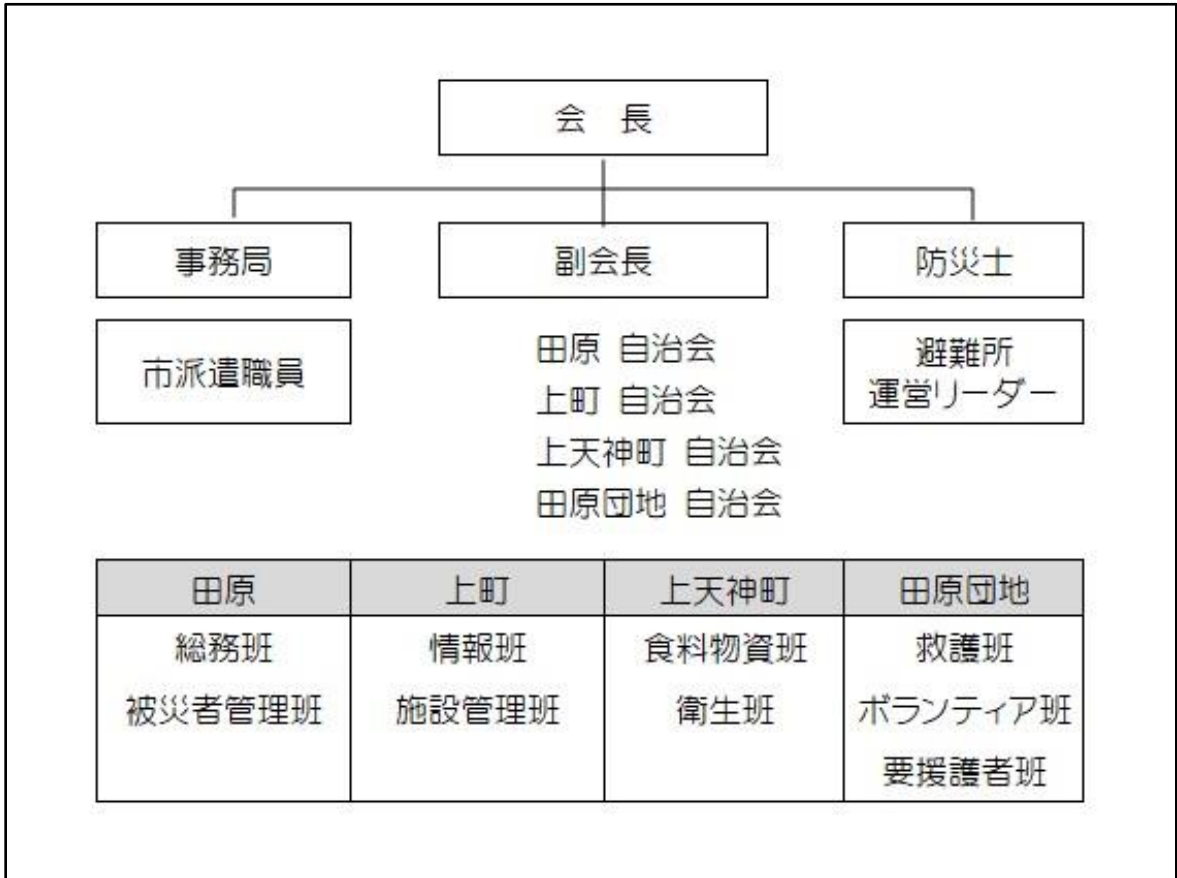 会　長
事務局
副会長
防災士
市派遣職員
田原 自治会
上町 自治会
上天神町 自治会
田原団地 自治会
避難所
運営リーダー
田原
上町
上天神町
田原団地
総務班
情報班
食料物資班
救護班
被災者管理班
施設管理班
衛生班
ボランティア班
要援護者班